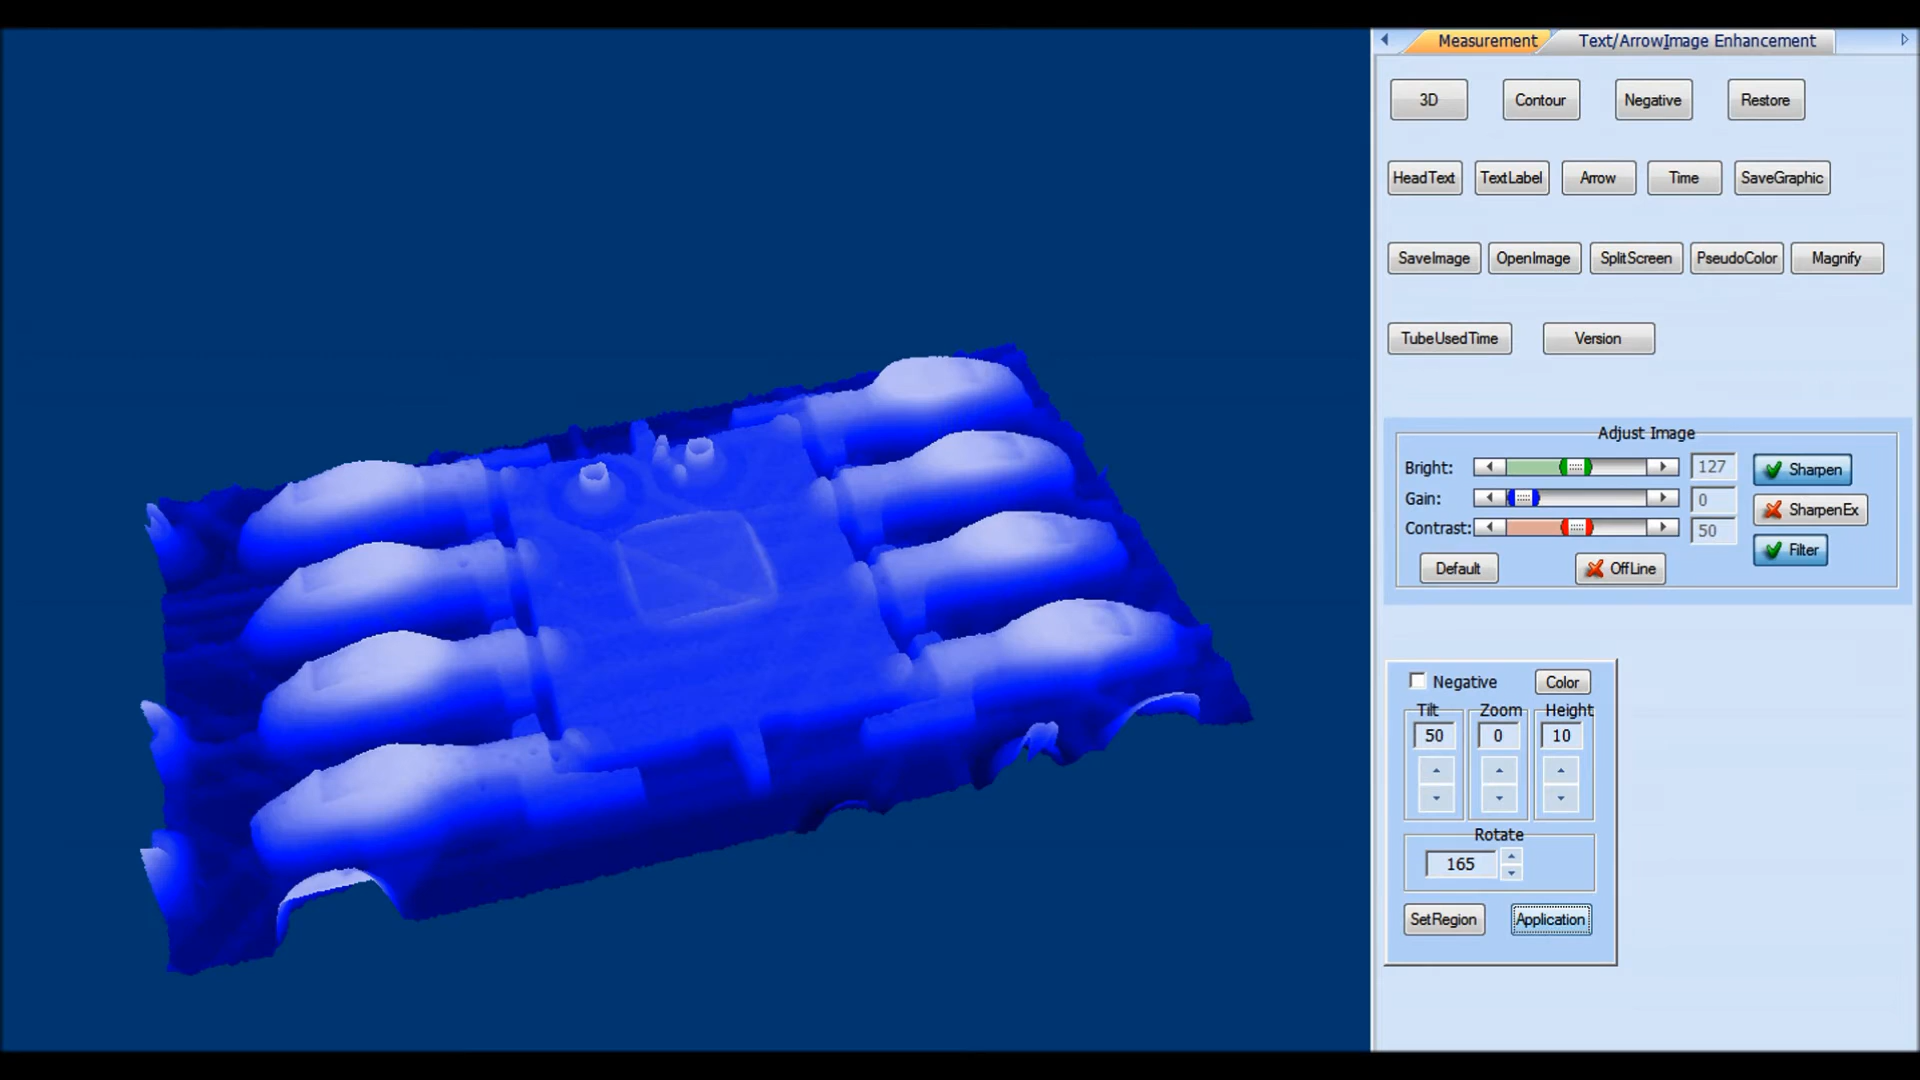 Measurement Text/ArrowImage Enhancement
3D Contour Negative Restore
HeadText TextLabel Arrow Time SaveGraphic
SaveImage OpenImage SplitScreen PseudoColor Magnify
TubeUsedTime Version
Adjust Image
Bright: 127 Sharpen
Gain: 0 SharpenEx
Contrast: 50 Filter
Default OffLine
Negative Color
Tilt Zoom Height
50 0 10
Rotate
165
SetRegion Application